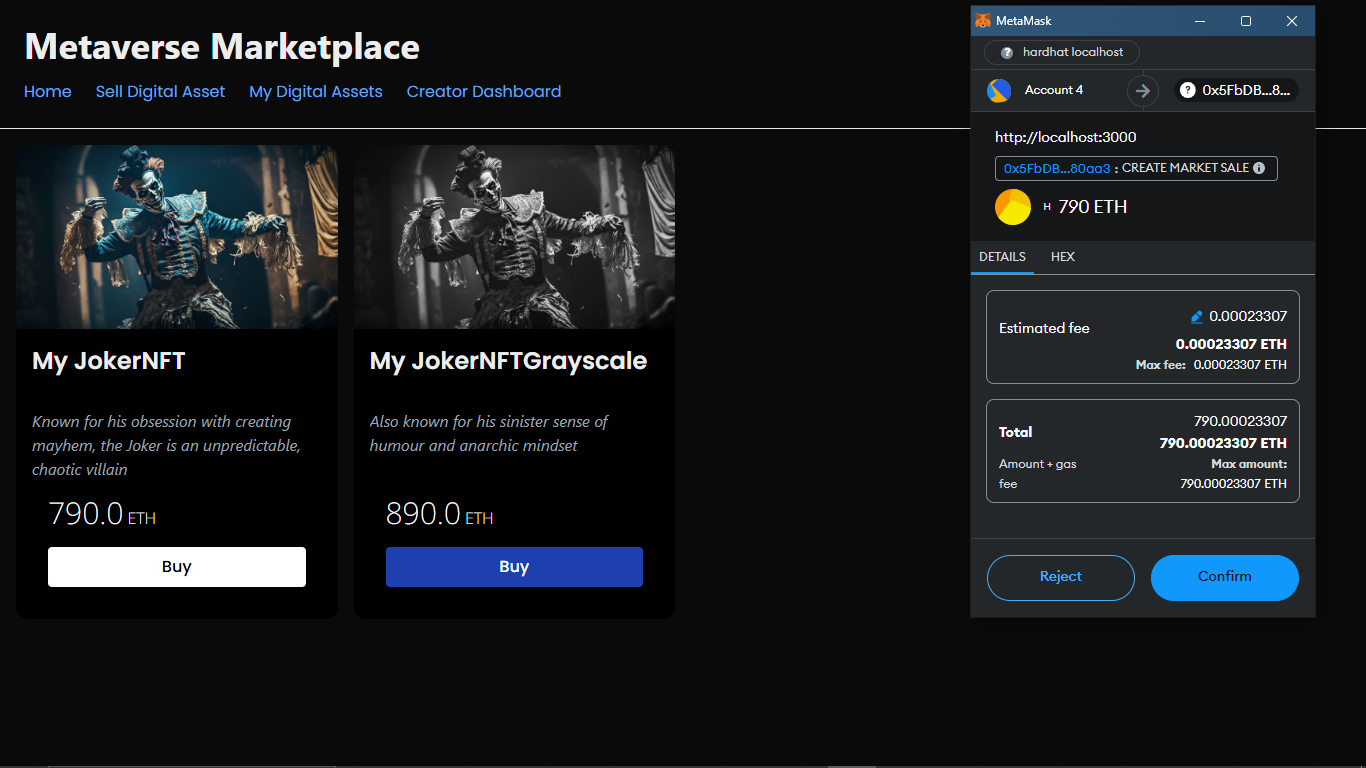 Metaverse Marketplace
Home Sell Digital Asset My Digital Assets Creator Dashboard
My JokerNFT
Known for his obsession with creating
mayhem, the Joker is an unpredictable,
chaotic villain
790.0 ETH
Buy
My JokerNFTGrayscale
Also known for his sinister sense of
humour and anarchic mindset
890.0 ETH
Buy
MetaMask
? hardhat localhost
Account 4 ? 0x5FbDB...8...
http://localhost:3000
0x5FbDB...80aa3 : CREATE MARKET SALE
H 790 ETH
DETAILS HEX
Estimated fee 0.00023307
0.00023307 ETH
Max fee: 0.00023307 ETH
Total 790.00023307
790.00023307 ETH
Amount + gas fee
Max amount:
790.00023307 ETH
Reject Confirm